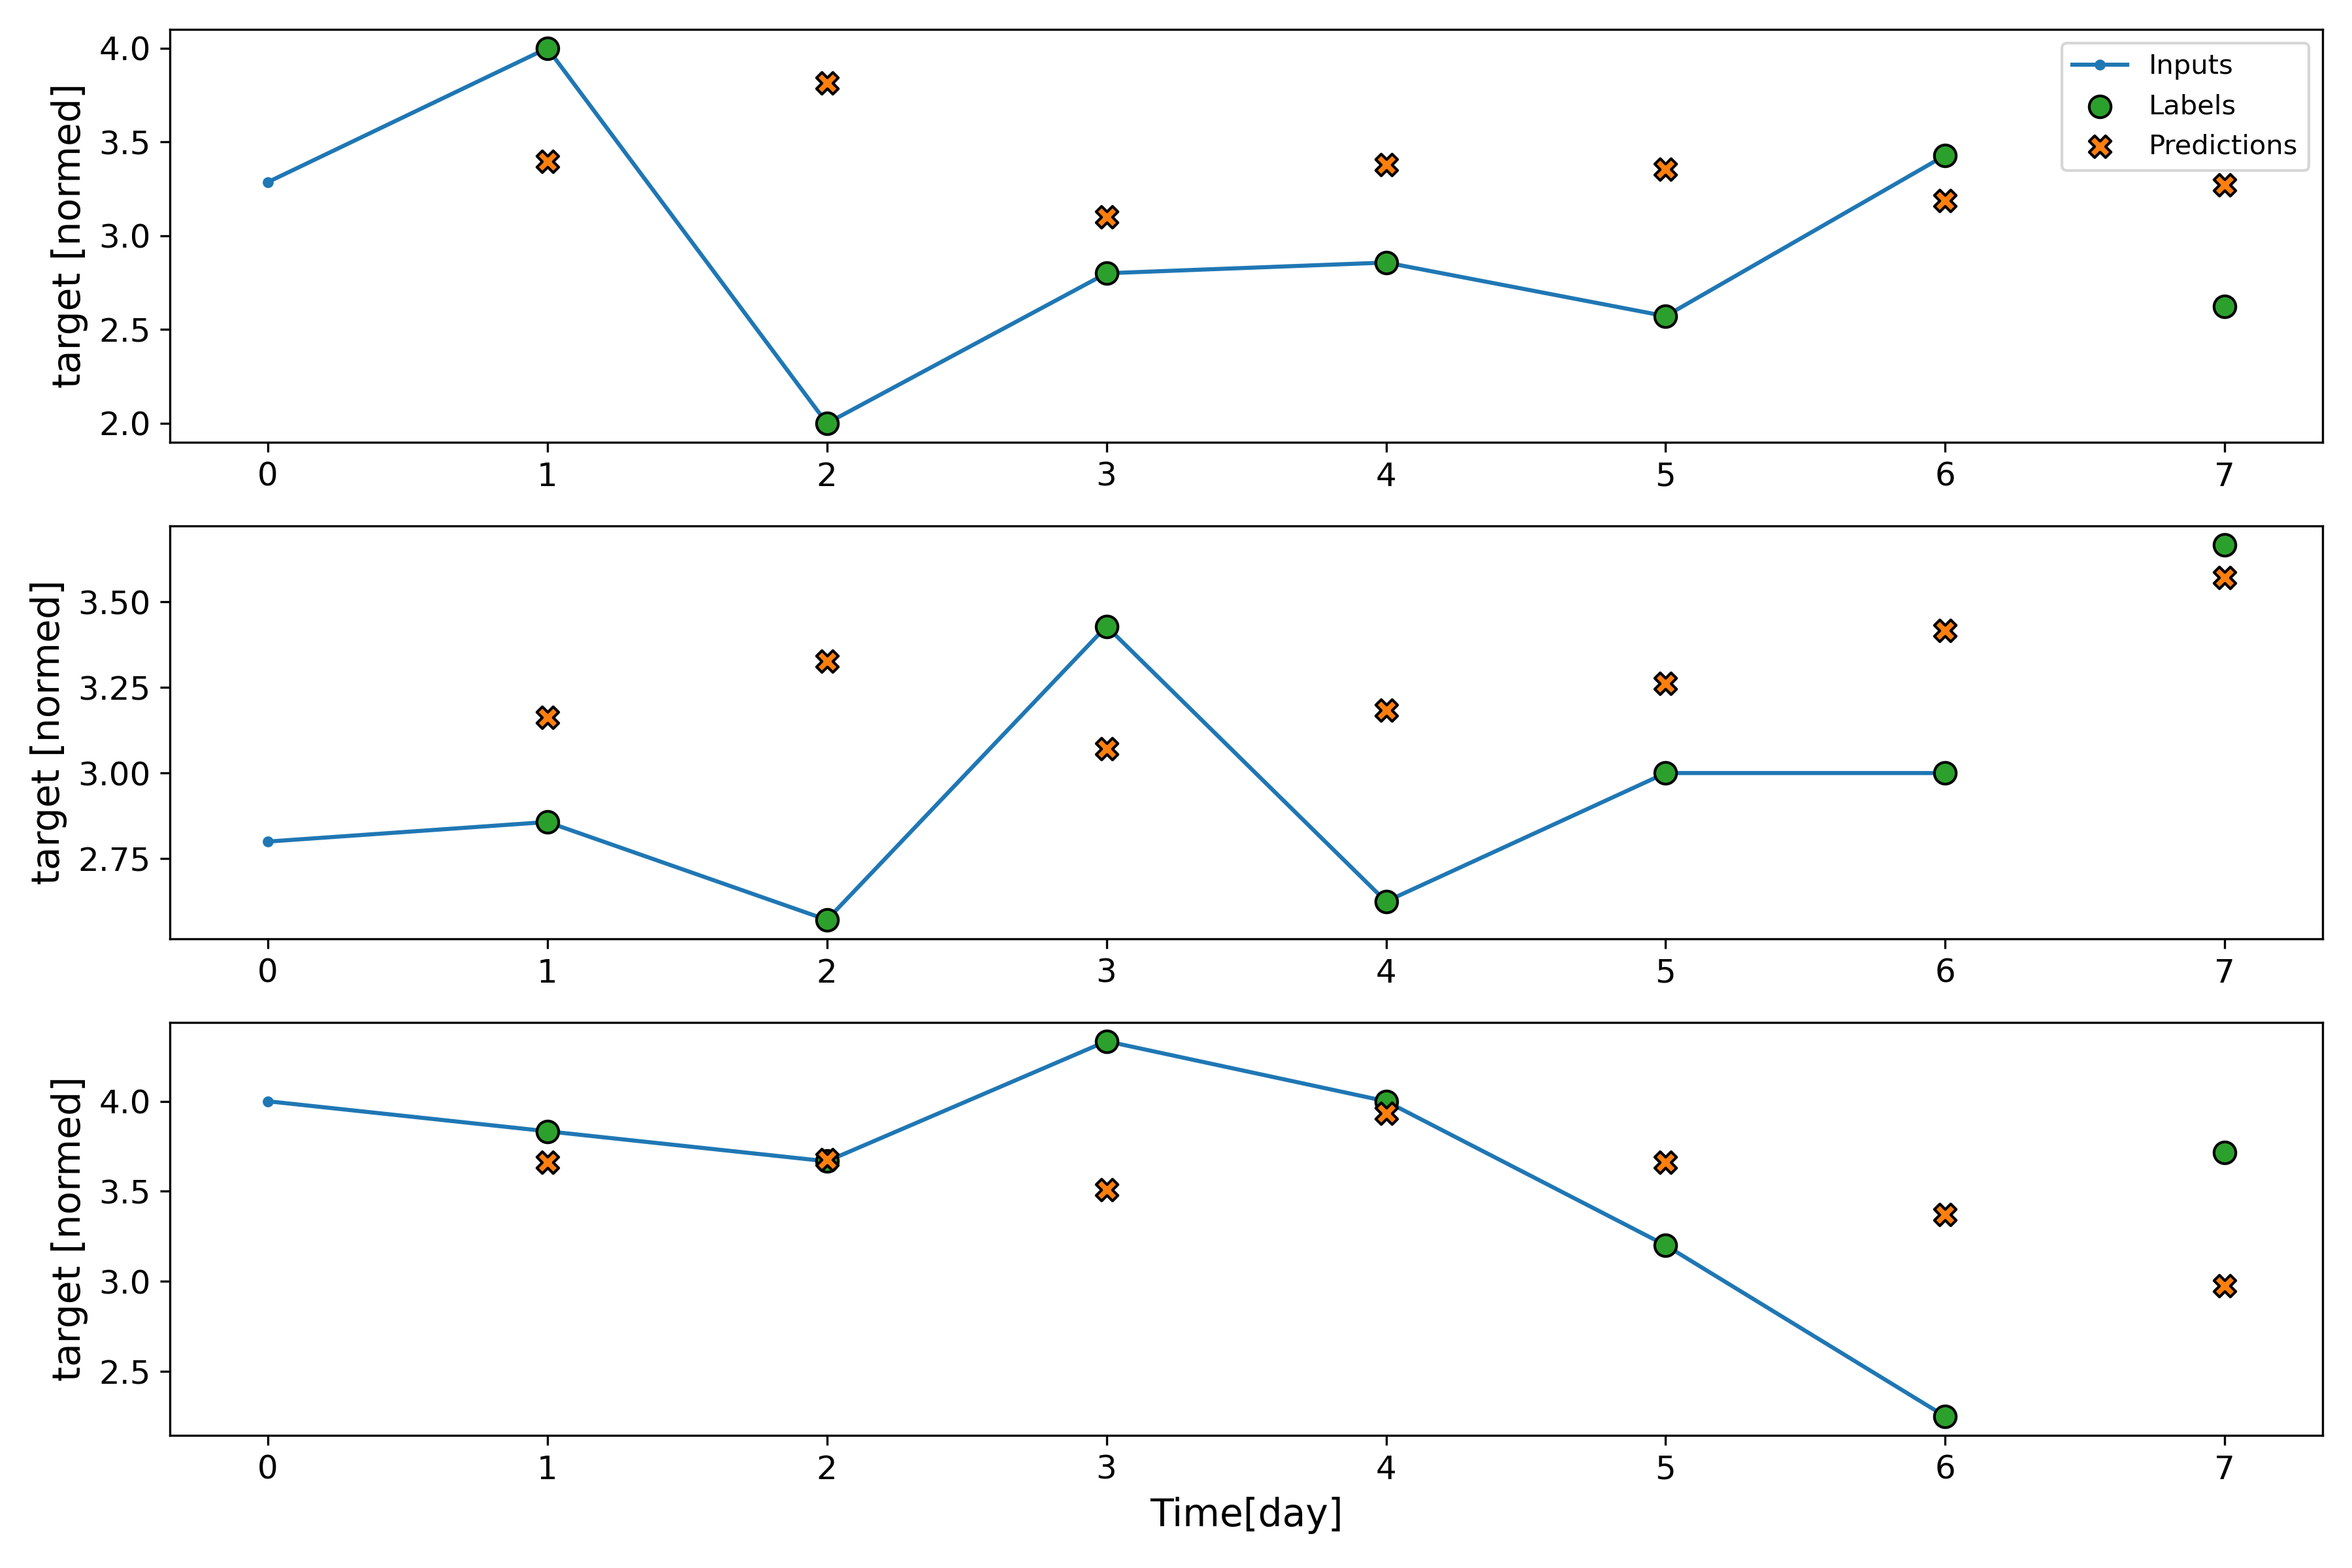 target [normed]
4.0
3.5
3.0
2.5
2.0
Inputs
Labels
Predictions
0 1 2 3 4 5 6 7
target [normed]
3.50
3.25
3.00
2.75
0 1 2 3 4 5 6 7
target [normed]
4.0
3.5
3.0
2.5
0 1 2 3 4 5 6 7
Time[day]